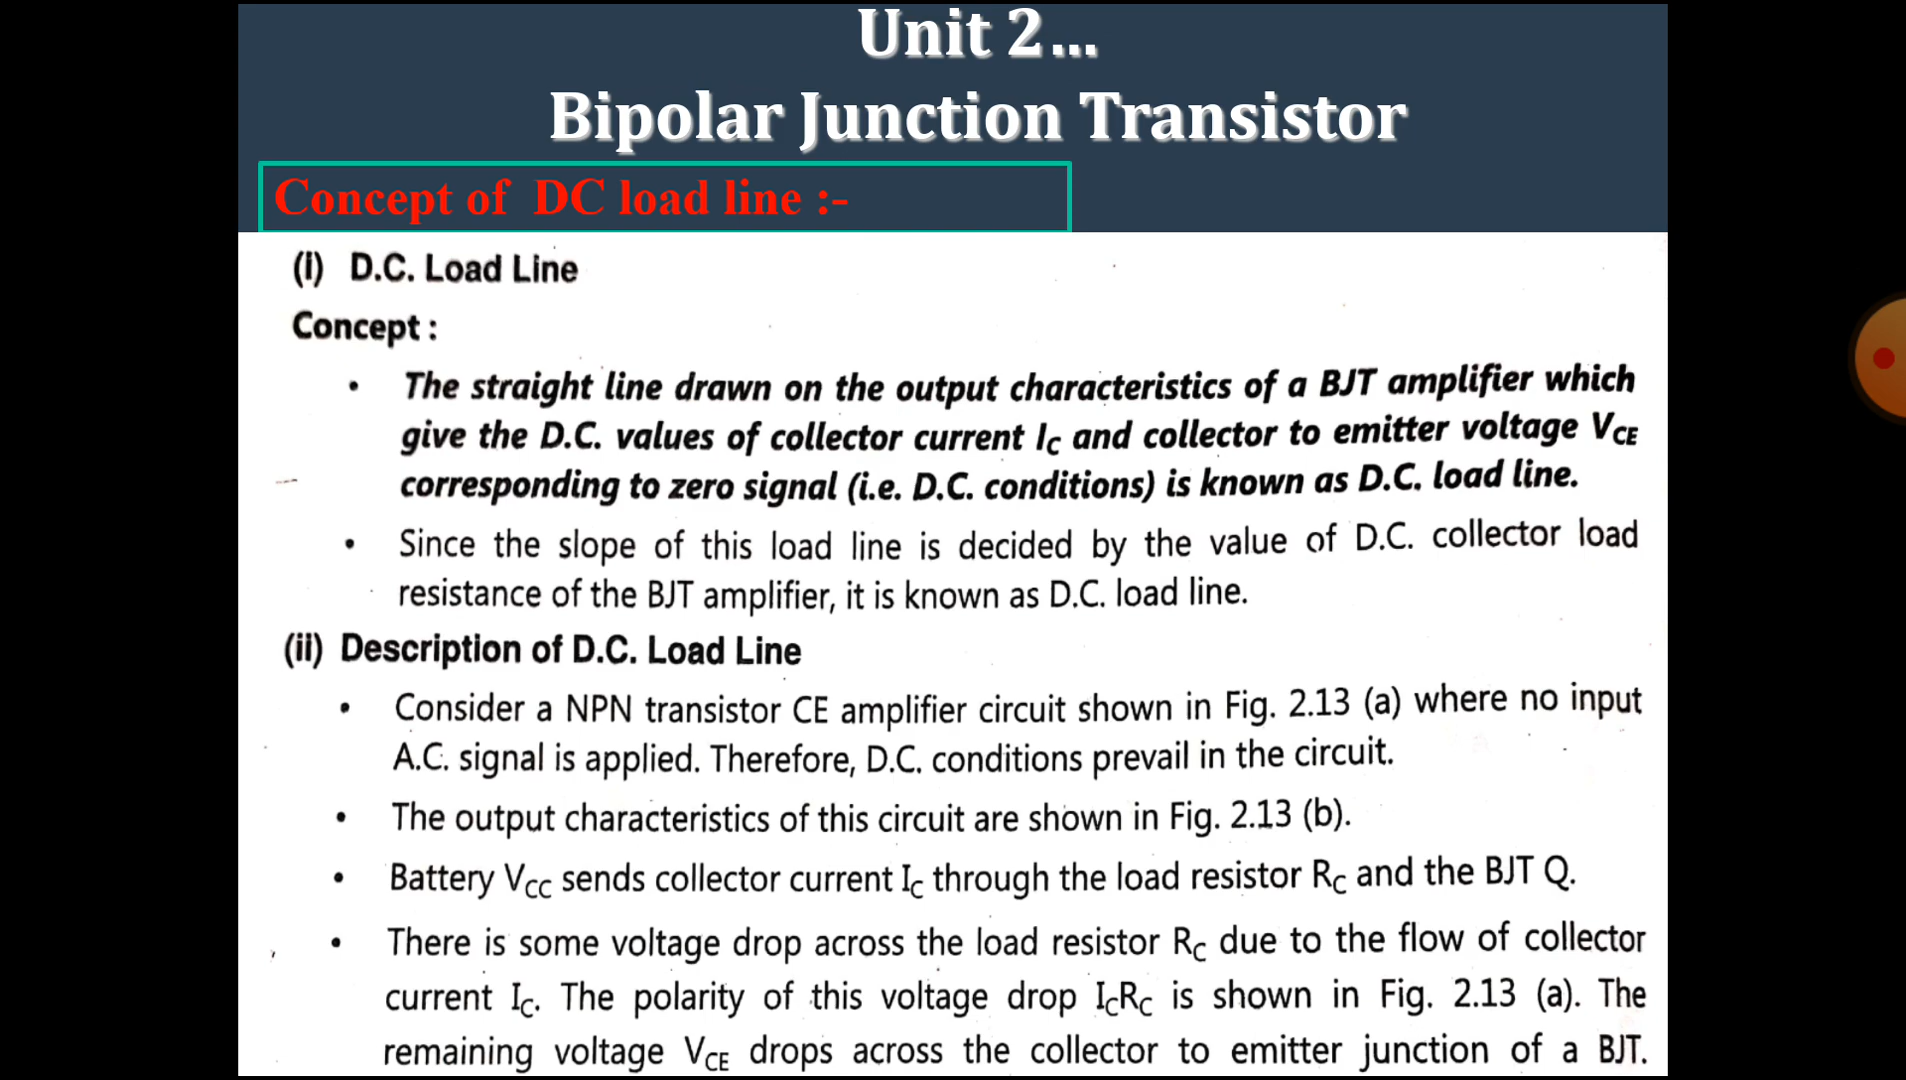 Unit 2...
Bipolar Junction Transistor
Concept of DC load line :-
(i) D.C. Load Line
Concept :
• The straight line drawn on the output characteristics of a BJT amplifier which
give the D.C. values of collector current IC and collector to emitter voltage VCE
corresponding to zero signal (i.e. D.C. conditions) is known as D.C. load line.
• Since the slope of this load line is decided by the value of D.C. collector load
resistance of the BJT amplifier, it is known as D.C. load line.
(ii) Description of D.C. Load Line
• Consider a NPN transistor CE amplifier circuit shown in Fig. 2.13 (a) where no input
A.C. signal is applied. Therefore, D.C. conditions prevail in the circuit.
• The output characteristics of this circuit are shown in Fig. 2.13 (b).
• Battery VCC sends collector current IC through the load resistor RC and the BJT Q.
• There is some voltage drop across the load resistor RC due to the flow of collector
current IC. The polarity of this voltage drop ICRC is shown in Fig. 2.13 (a). The
remaining voltage VCE drops across the collector to emitter junction of a BJT.